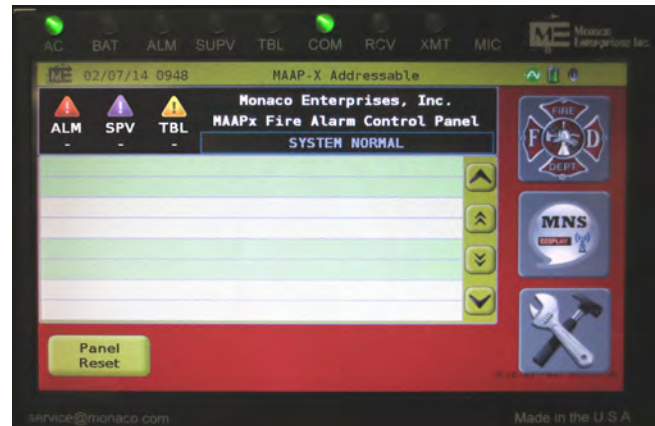 AC BAT ALM SUPV TBL COM RCV XMT MIC ME Monaco Enterprises Inc.
ME 02/07/14 0948 MAAP-X Addressable
ALM SPV TBL
- - -
Monaco Enterprises, Inc.
MAAPx Fire Alarm Control Panel
SYSTEM NORMAL
FIRE
F D
DEPT.
MNS
Panel
Reset
service@monaco.com
Made in the U.S.A